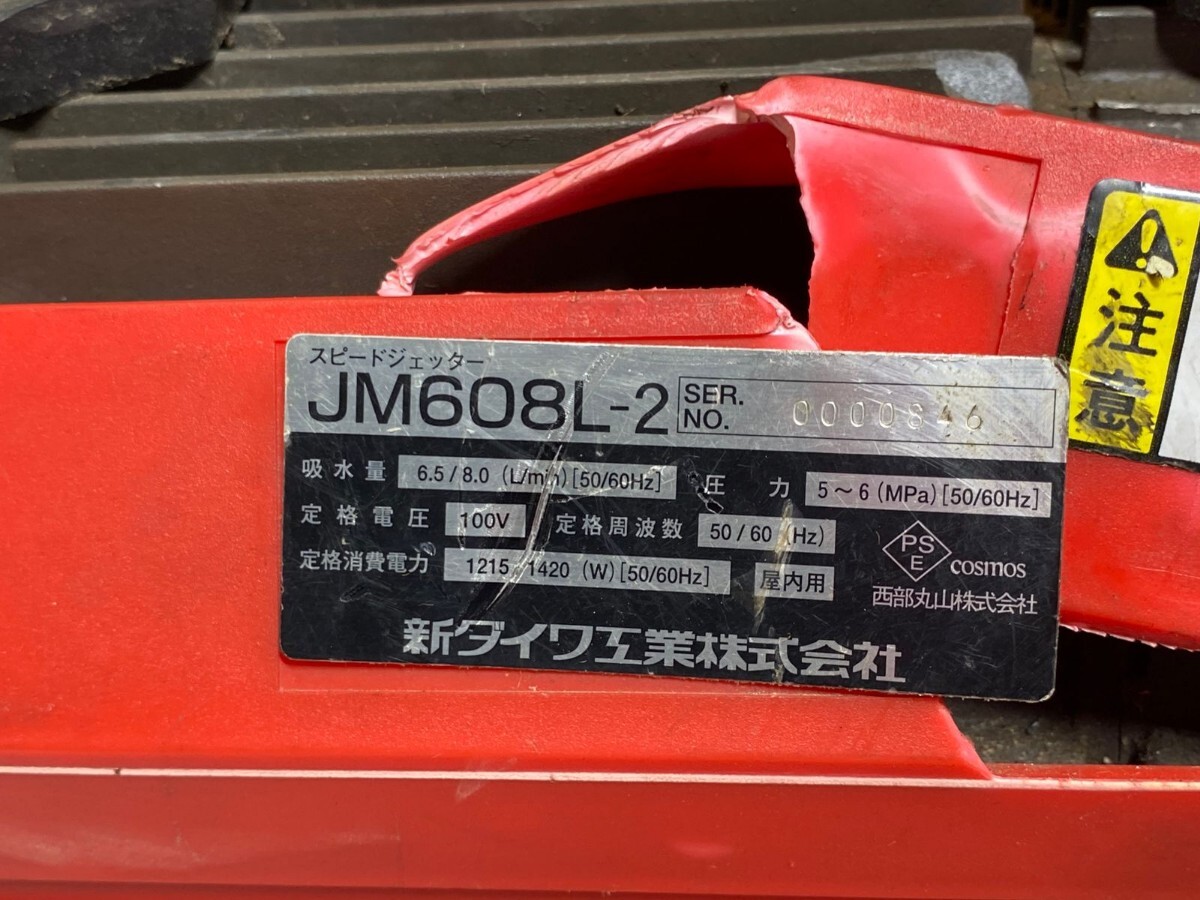 スピードジェッター
JM608L-2 SER. NO. 0000846
吸水量 6.5/8.0 (L/min)[50/60Hz] 圧力 5～6(MPa)[50/60Hz]
定格電圧 100V 定格周波数 50/60 (Hz)
定格消費電力 1215-1420 (W)[50/60Hz] 屋内用
PS
E cosmos
西部丸山株式会社
新ダイワ工業株式会社
注意